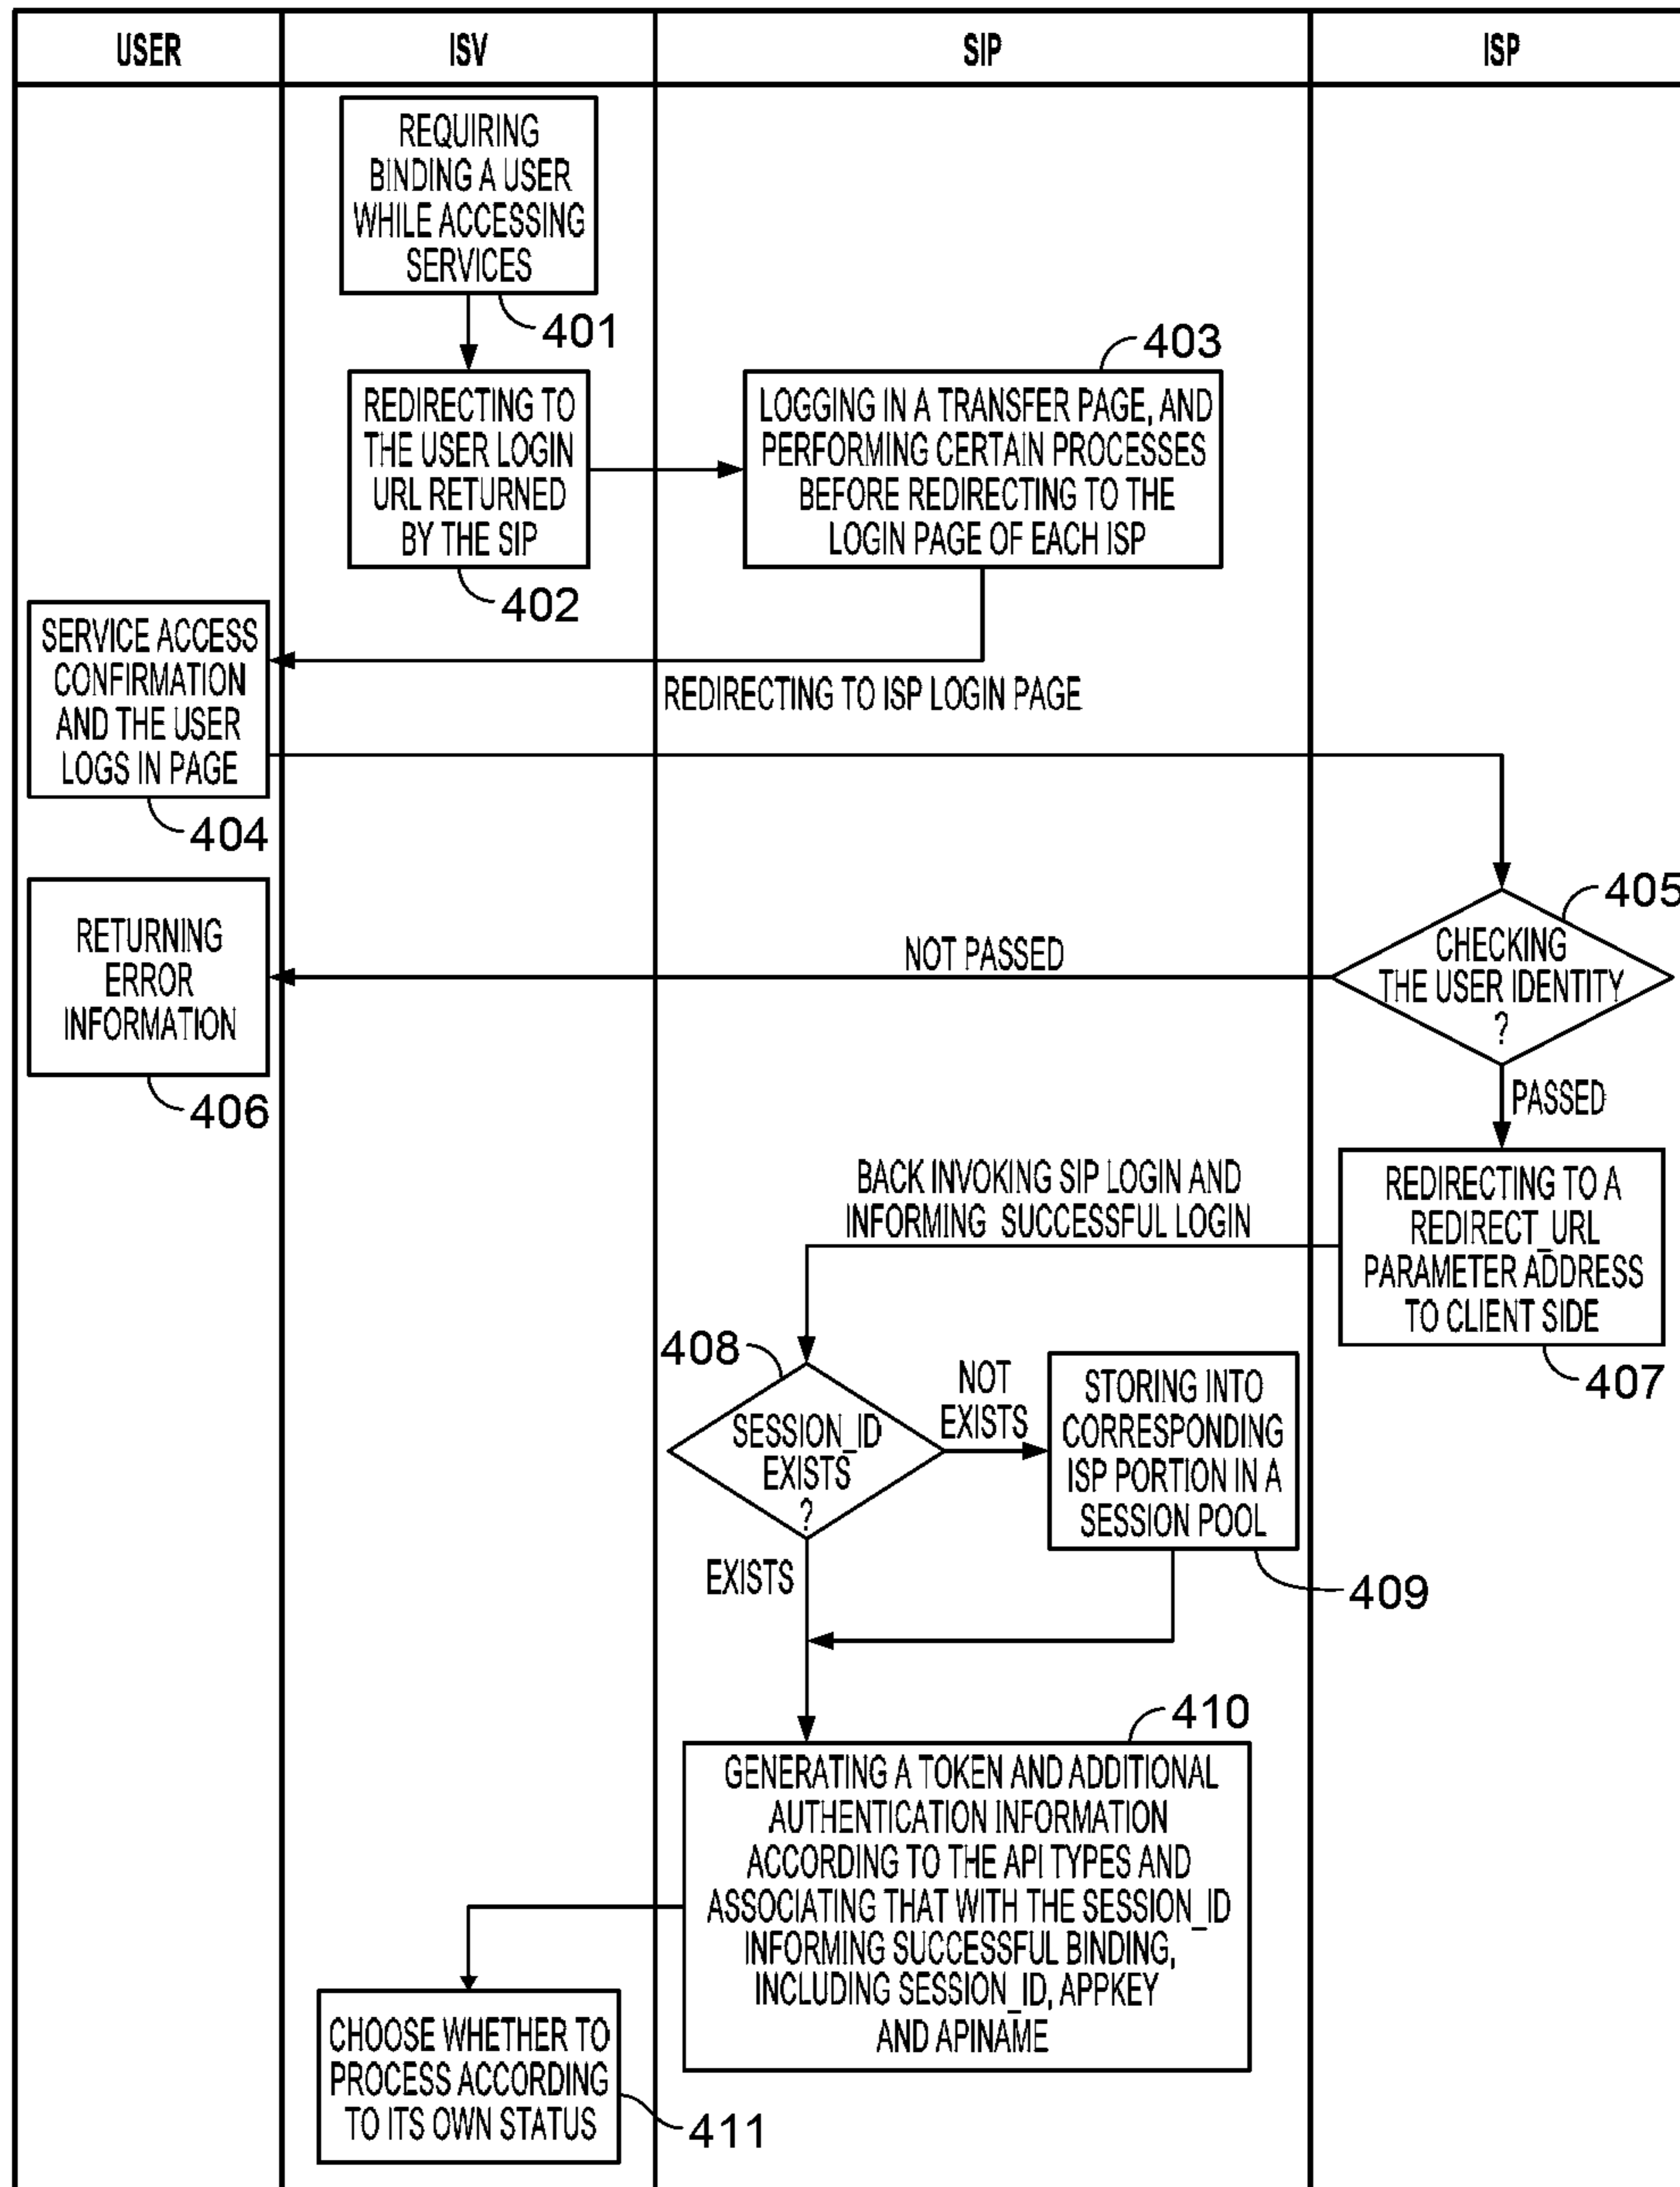 USER
ISV
SIP
ISP
REQUIRING
BINDING A USER
WHILE ACCESSING
SERVICES
401
REDIRECTING TO
THE USER LOGIN
URL RETURNED
BY THE SIP
402
403
LOGGING IN A TRANSFER PAGE, AND
PERFORMING CERTAIN PROCESSES
BEFORE REDIRECTING TO THE
LOGIN PAGE OF EACH ISP
SERVICE ACCESS
CONFIRMATION
AND THE USER
LOGS IN PAGE
404
REDIRECTING TO ISP LOGIN PAGE
405
CHECKING
THE USER IDENTITY
?
NOT PASSED
RETURNING
ERROR
INFORMATION
406
PASSED
REDIRECTING TO A
REDIRECT_URL
PARAMETER ADDRESS
TO CLIENT SIDE
407
BACK INVOKING SIP LOGIN AND
INFORMING SUCCESSFUL LOGIN
408
SESSION_ID
EXISTS
?
NOT
EXISTS
STORING INTO
CORRESPONDING
ISP PORTION IN A
SESSION POOL
409
EXISTS
410
GENERATING A TOKEN AND ADDITIONAL
AUTHENTICATION INFORMATION
ACCORDING TO THE API TYPES AND
ASSOCIATING THAT WITH THE SESSION_ID
INFORMING SUCCESSFUL BINDING,
INCLUDING SESSION_ID, APPKEY
AND APINAME
CHOOSE WHETHER TO
PROCESS ACCORDING
TO ITS OWN STATUS
411